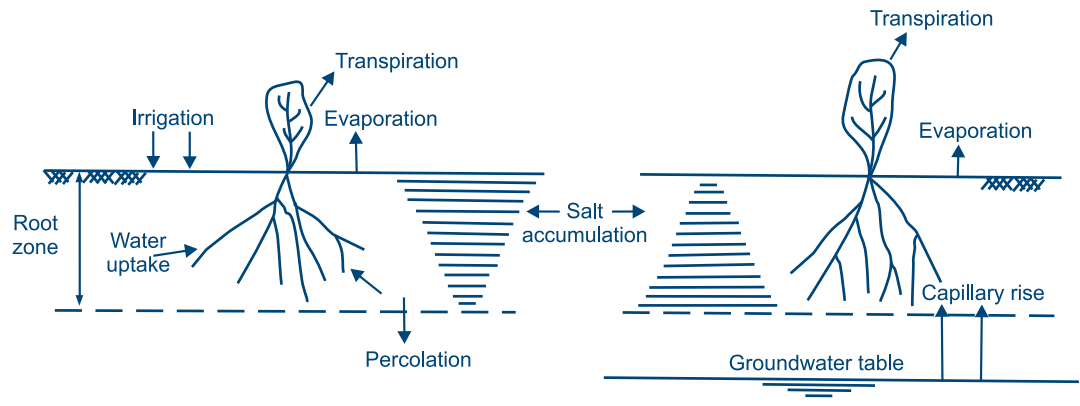 Transpiration
Irrigation
Evaporation
Root
zone
Water
uptake
Percolation
Salt
accumulation
Transpiration
Evaporation
Capillary rise
Groundwater table